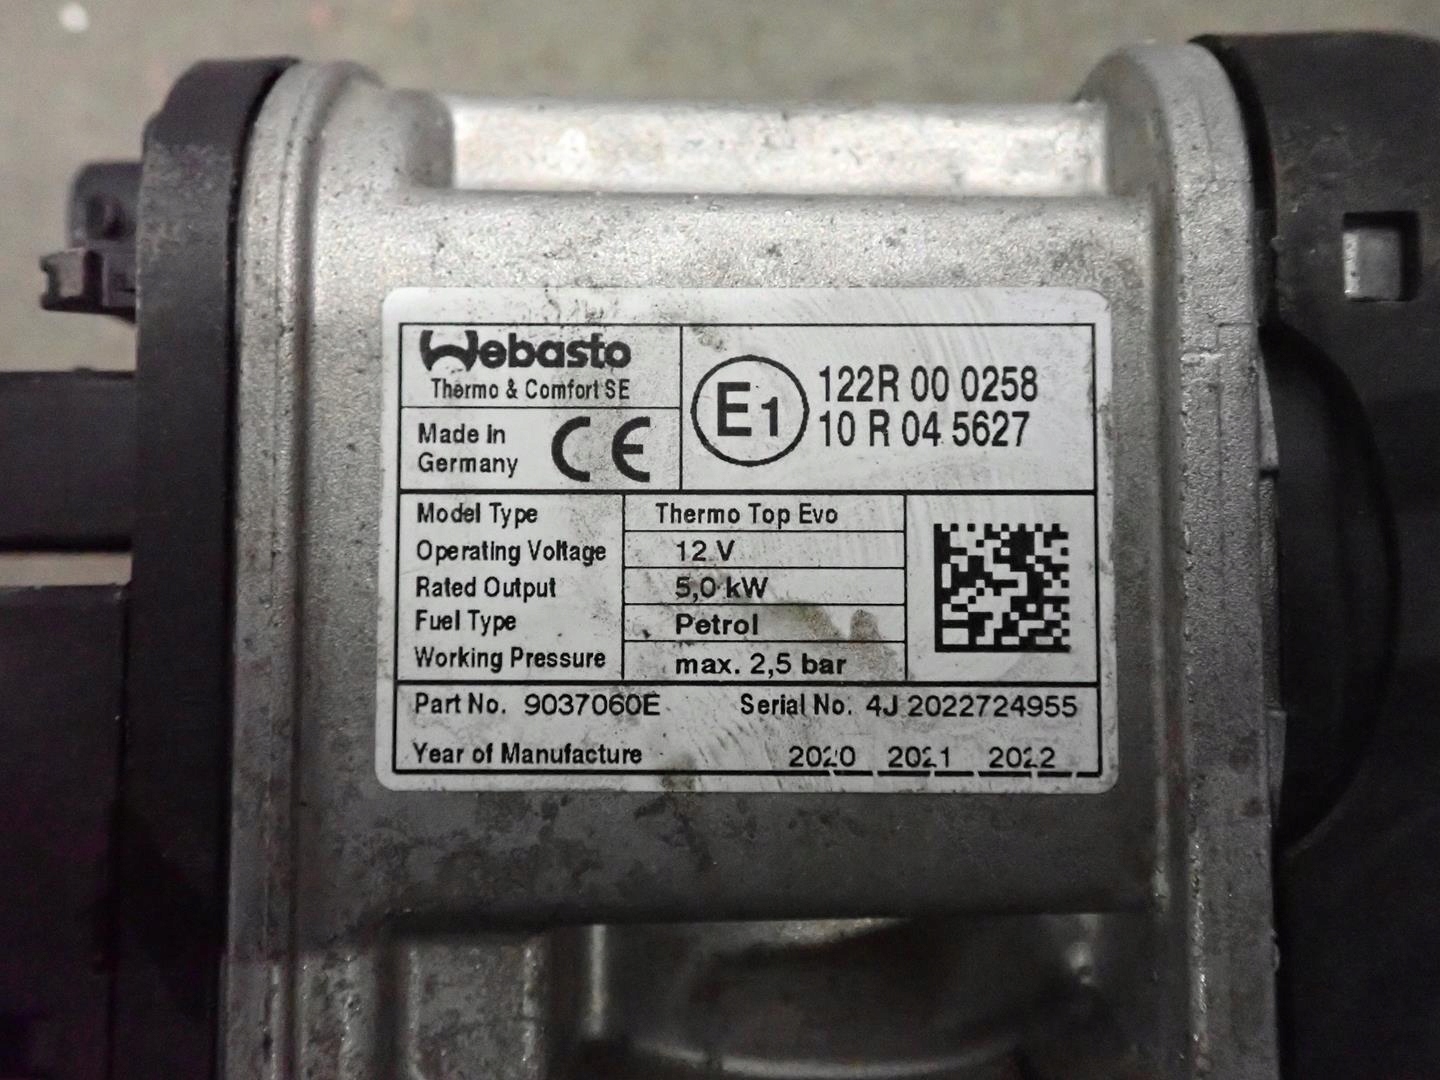 Webasto
Thermo & Comfort SE
Made in
Germany
CE
E1
122R 00 0258
10 R 04 5627
Model Type Thermo Top Evo
Operating Voltage 12 V
Rated Output 5,0 kW
Fuel Type Petrol
Working Pressure max. 2,5 bar
Part No. 9037060E Serial No. 4J 2022724955
Year of Manufacture 2020 2021 2022